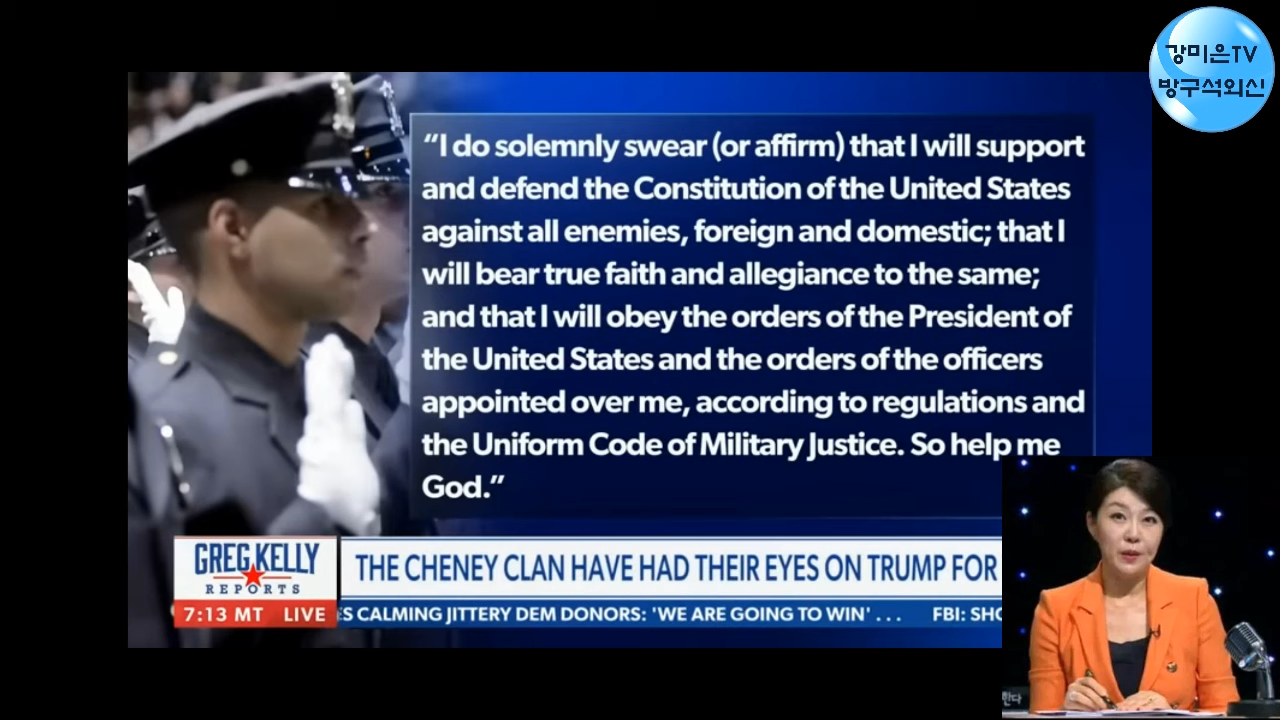 강미은TV
방구석외신
“I do solemnly swear (or affirm) that I will support
and defend the Constitution of the United States
against all enemies, foreign and domestic; that I
will bear true faith and allegiance to the same;
and that I will obey the orders of the President of
the United States and the orders of the officers
appointed over me, according to regulations and
the Uniform Code of Military Justice. So help me
God.”
GREG KELLY
REPORTS
THE CHENEY CLAN HAVE HAD THEIR EYES ON TRUMP FOR
7:13 MT LIVE
S CALMING JITTERY DEM DONORS: 'WE ARE GOING TO WIN' . . . FBI: SHO